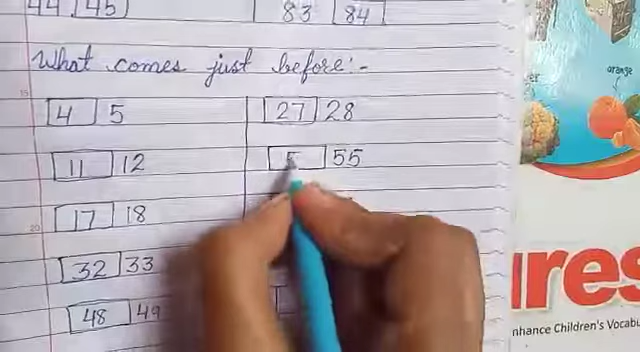 44 45 83 84
What comes just before:-
4 5 27 28
11 12 5 55
17 18
32 33
48 49
orange
ires
nhance Children's Vocabu